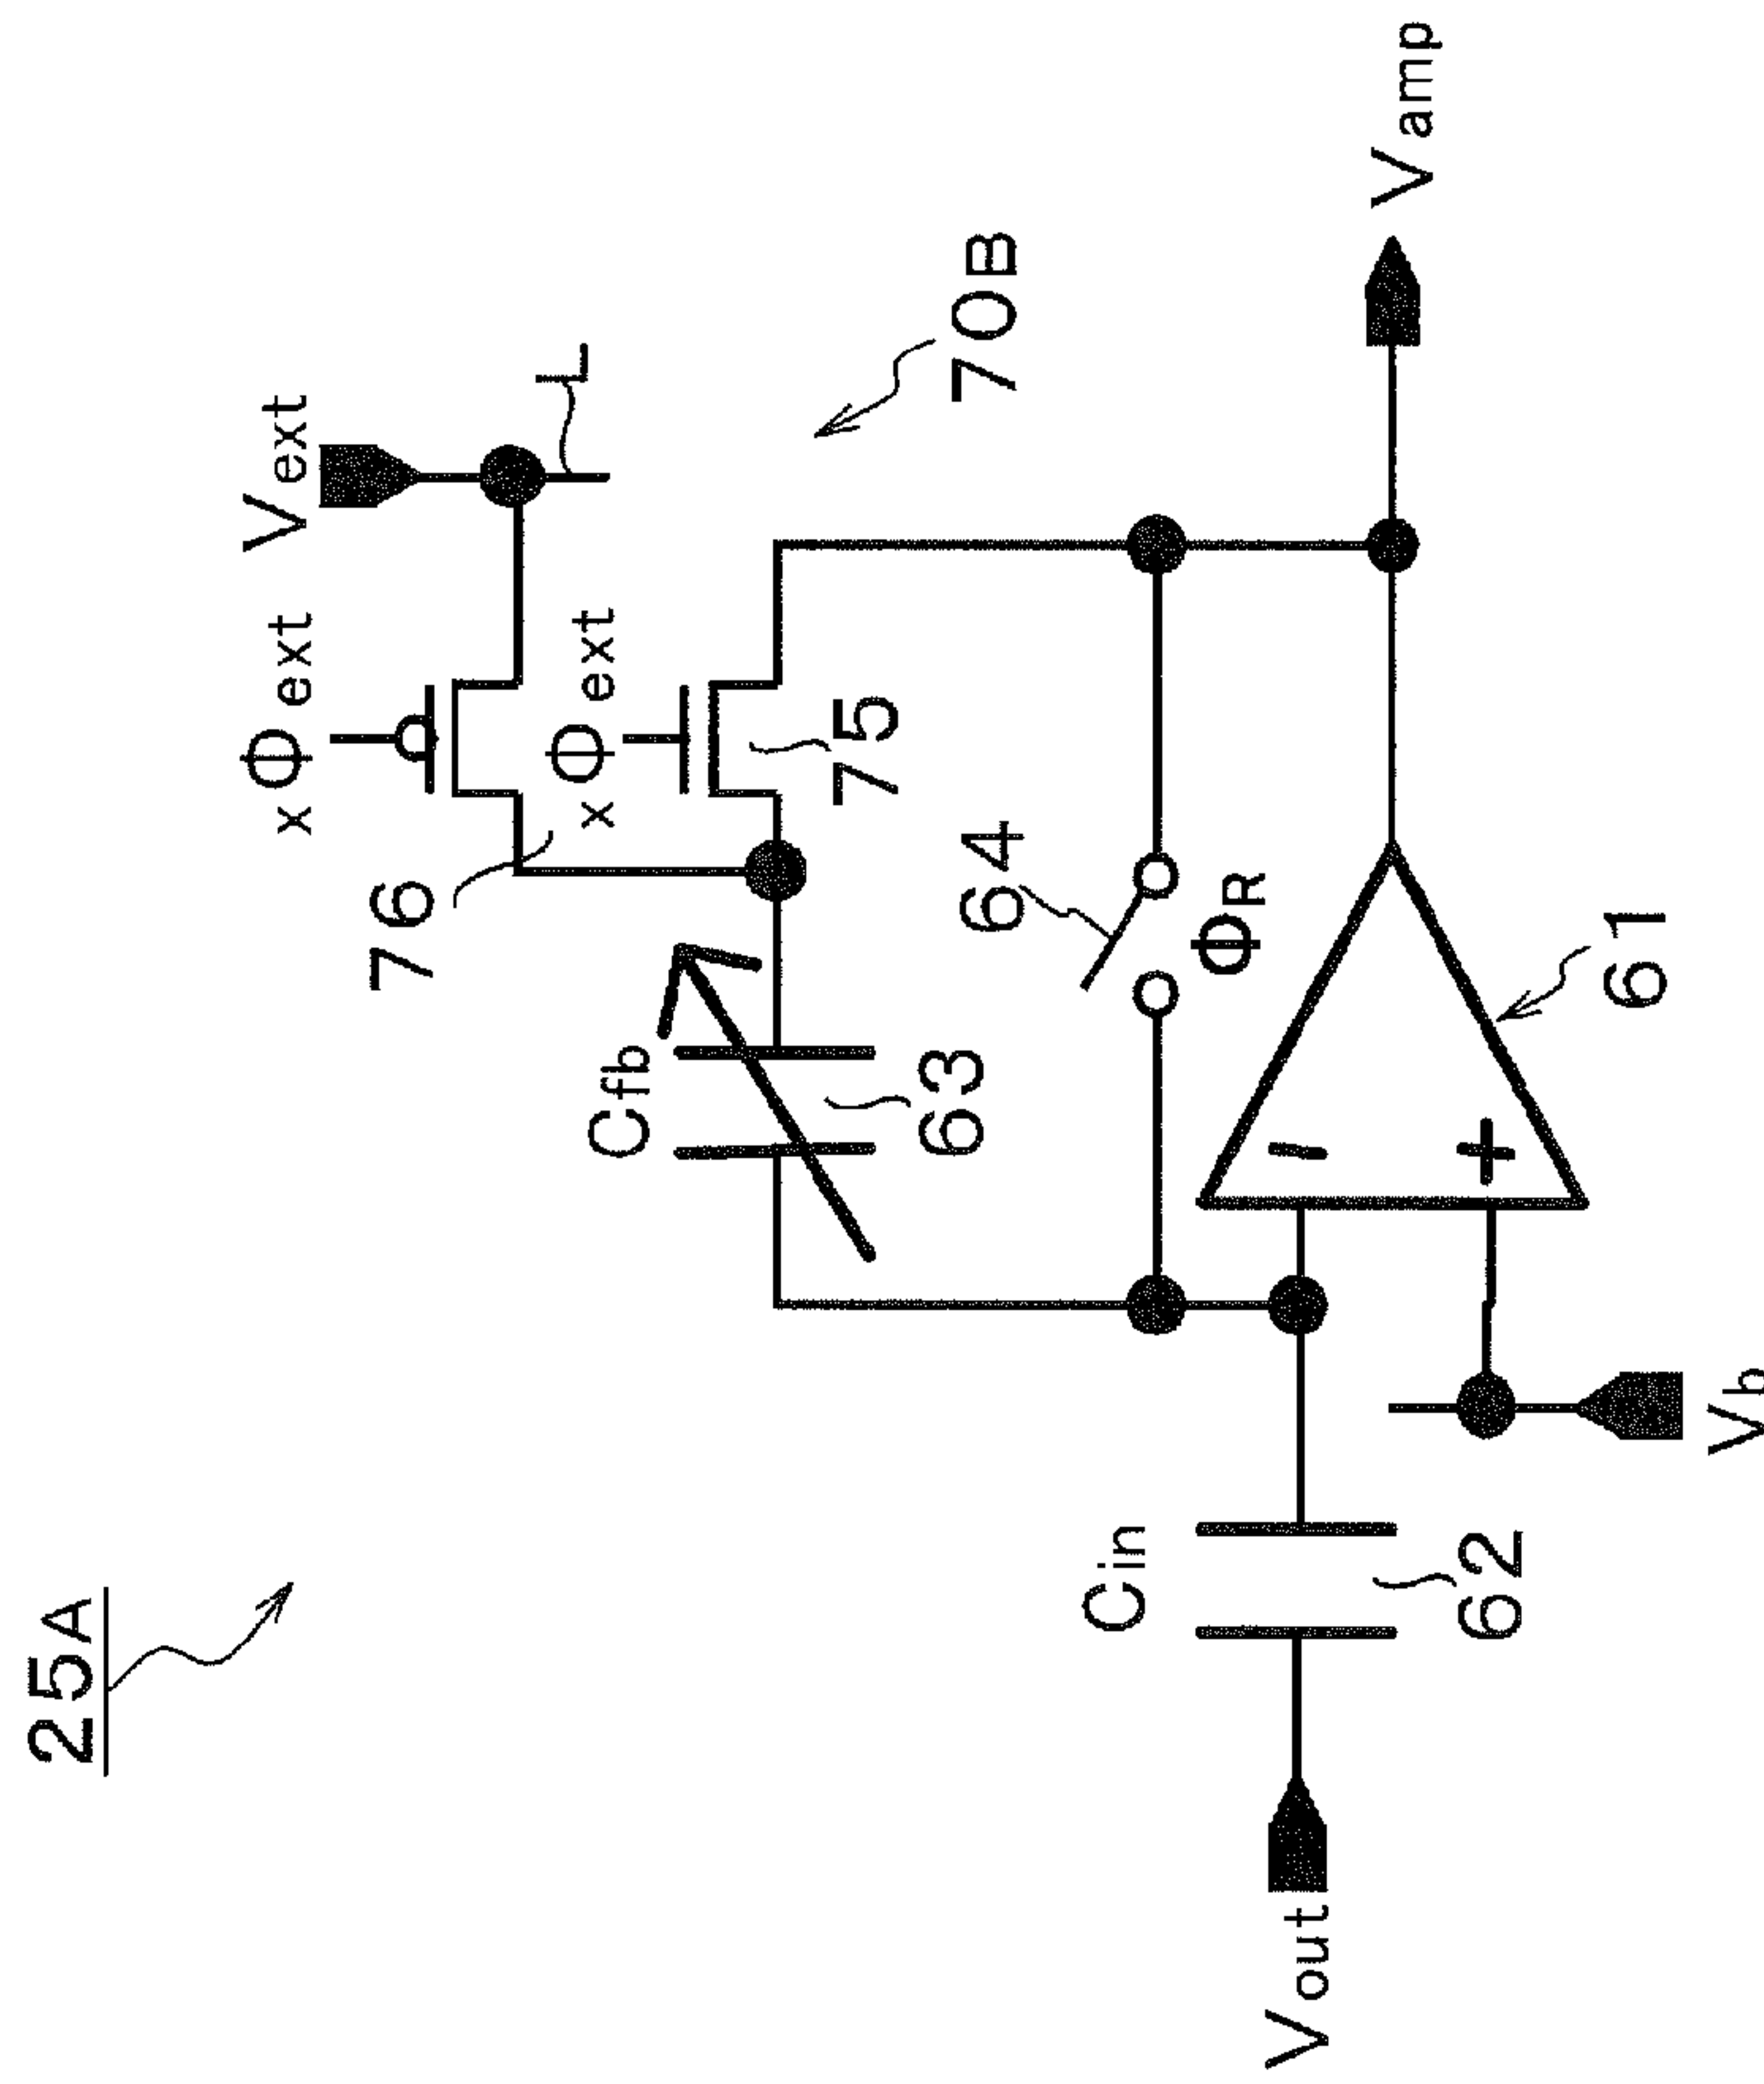 25A
Vext
xΦext
L
76
xΦext
70B
Cfb
75
63
64
ΦR
Cin
Vamp
Vout
62
61
Vb
-
+